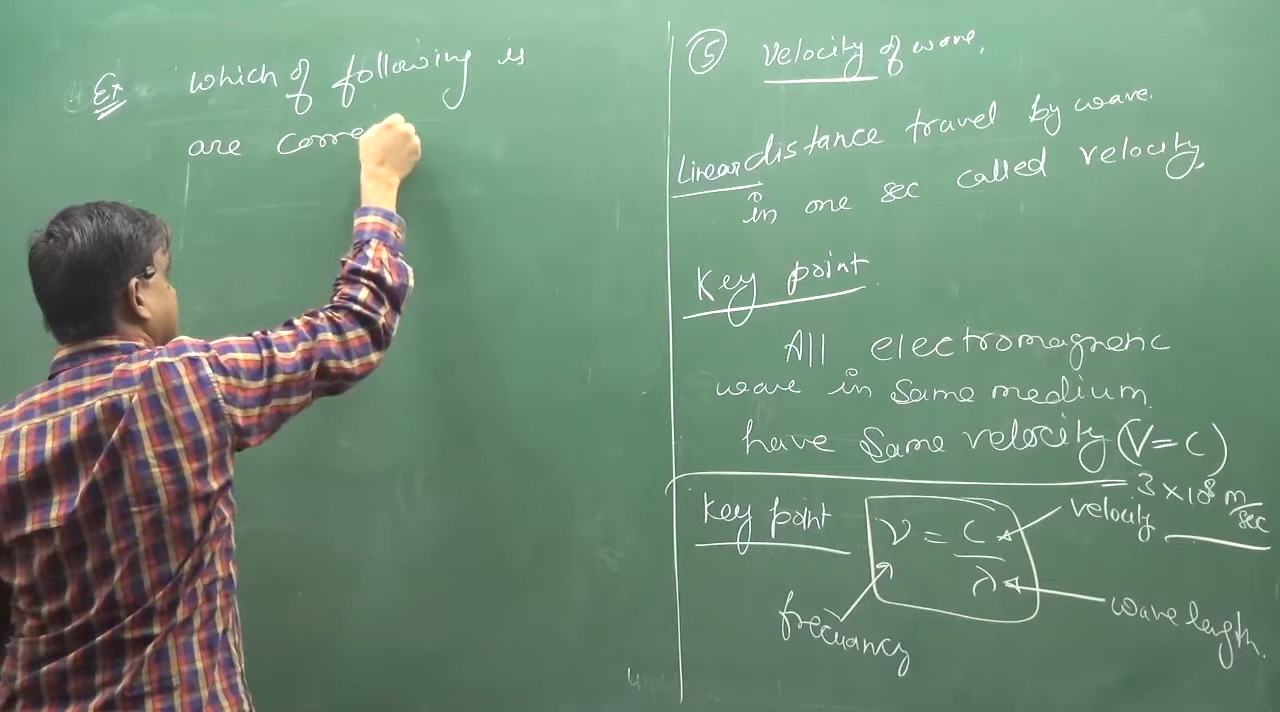 Ex Which of following is
are corre
⑤ Velocity of wave.
Linear distance travel by wave.
in one sec called velocity.
Key point
All electromagnetic
wave in same medium.
have same velocity (V = C)
= 3 × 10⁸ m/sec
Key point ν = C/λ velocity
frecuancy wave length.